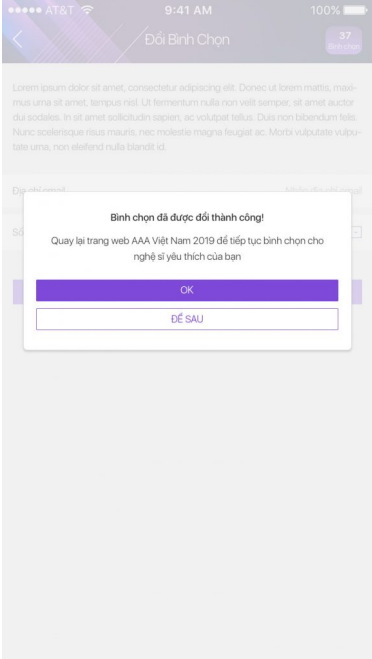 AT&T 9:41 AM 100%
Đổi Bình Chọn
37
Bình chọn
Lorem ipsum dolor sit amet, consectetur adipiscing elit. Donec ut lorem mattis, maxi-
mus urna sit amet, tempus nisl. Ut fermentum nulla non velit semper, sit amet auctor
dui sodales. In sit amet sollicitudin sapien, ac volutpat tellus. Duis non bibendum felis.
Nunc scelerisque risus mauris, nec molestie magna feugiat ac. Morbi vulputate vulpu-
tate urna, non eleifend nulla blandit id.
Địa chỉ email Nhập địa chỉ email
Số
Bình chọn đã được đổi thành công!
Quay lại trang web AAA Việt Nam 2019 để tiếp tục bình chọn cho
nghệ sĩ yêu thích của bạn
OK
ĐỂ SAU